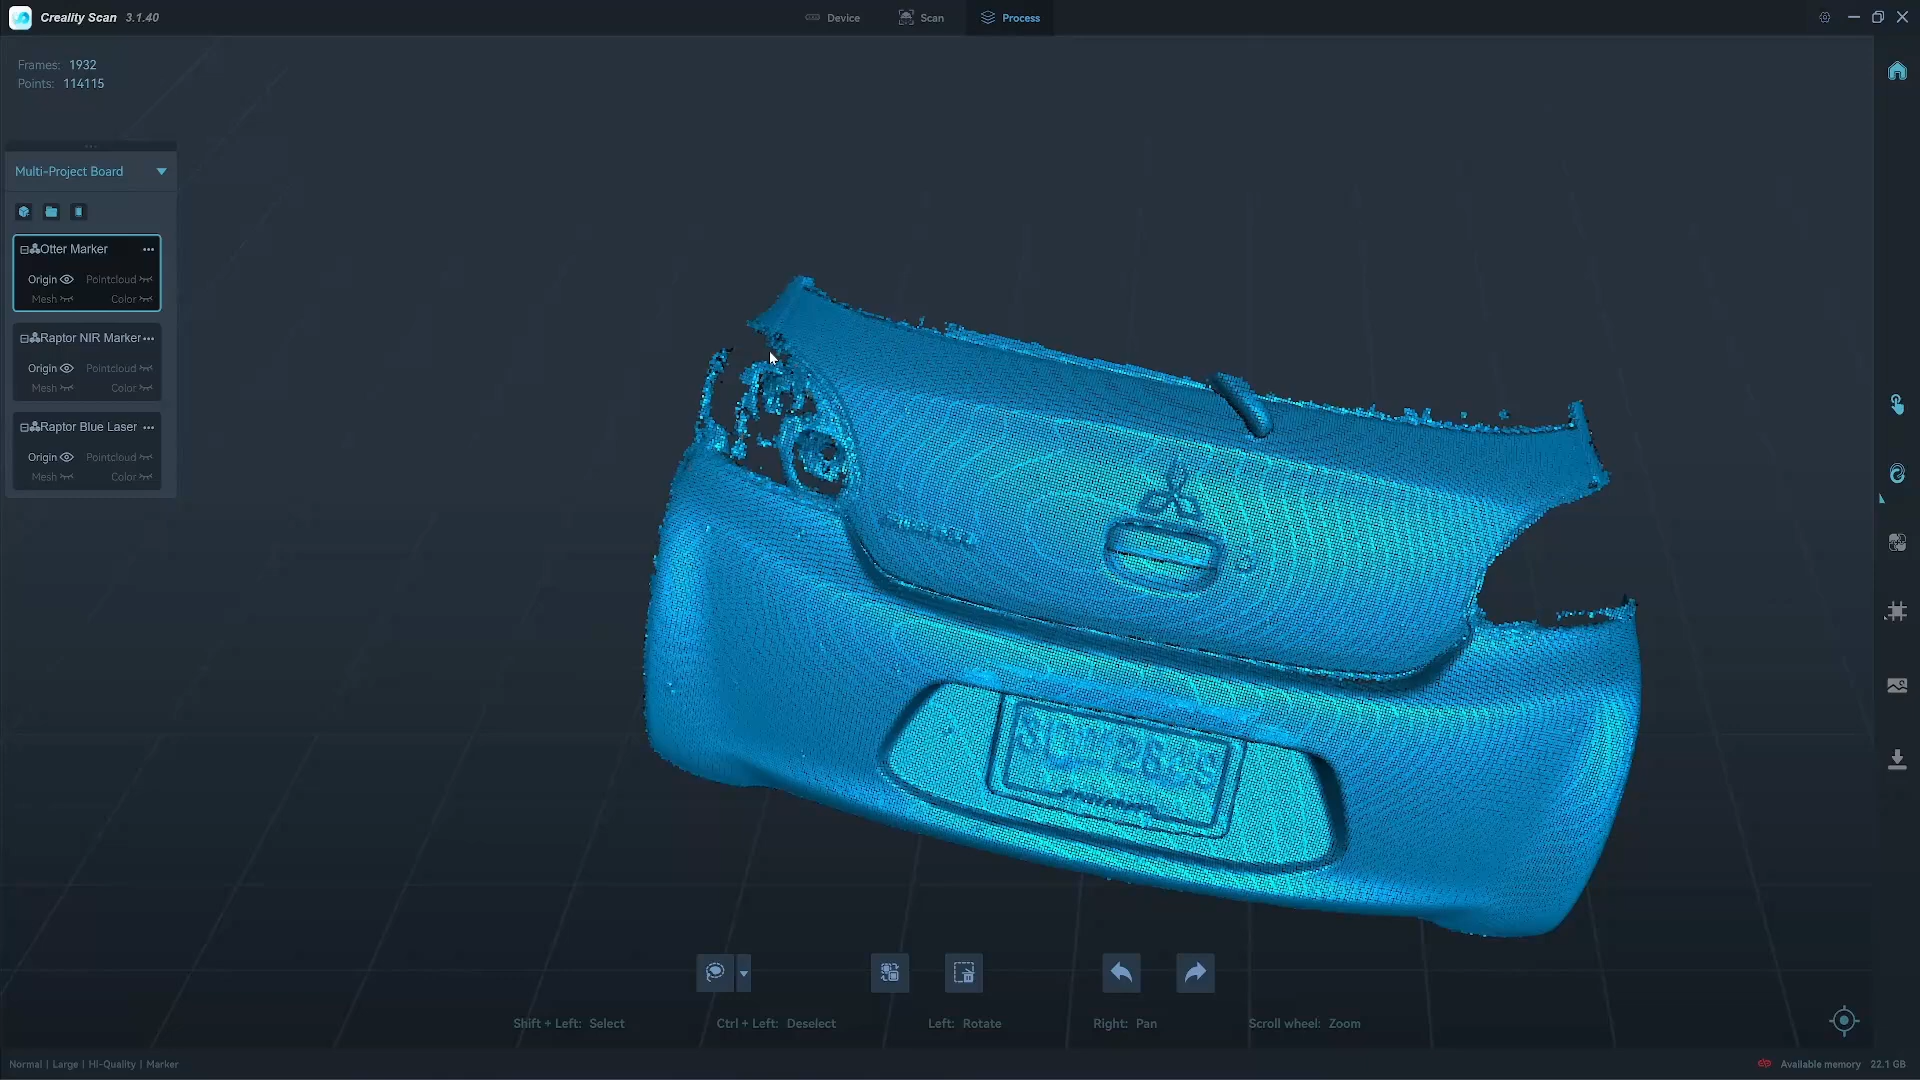 Creality Scan 3.1.40
Device
Scan
Process
Frames: 1932
Points: 114115
Multi-Project Board
Otter Marker
Origin Pointcloud
Mesh Color
Raptor NIR Marker
Origin Pointcloud
Mesh Color
Raptor Blue Laser
Origin Pointcloud
Mesh Color
Shift + Left: Select
Ctrl + Left: Deselect
Left: Rotate
Right: Pan
Scroll wheel: Zoom
Normal | Large | Hi-Quality | Marker
Available memory 22.1 GB